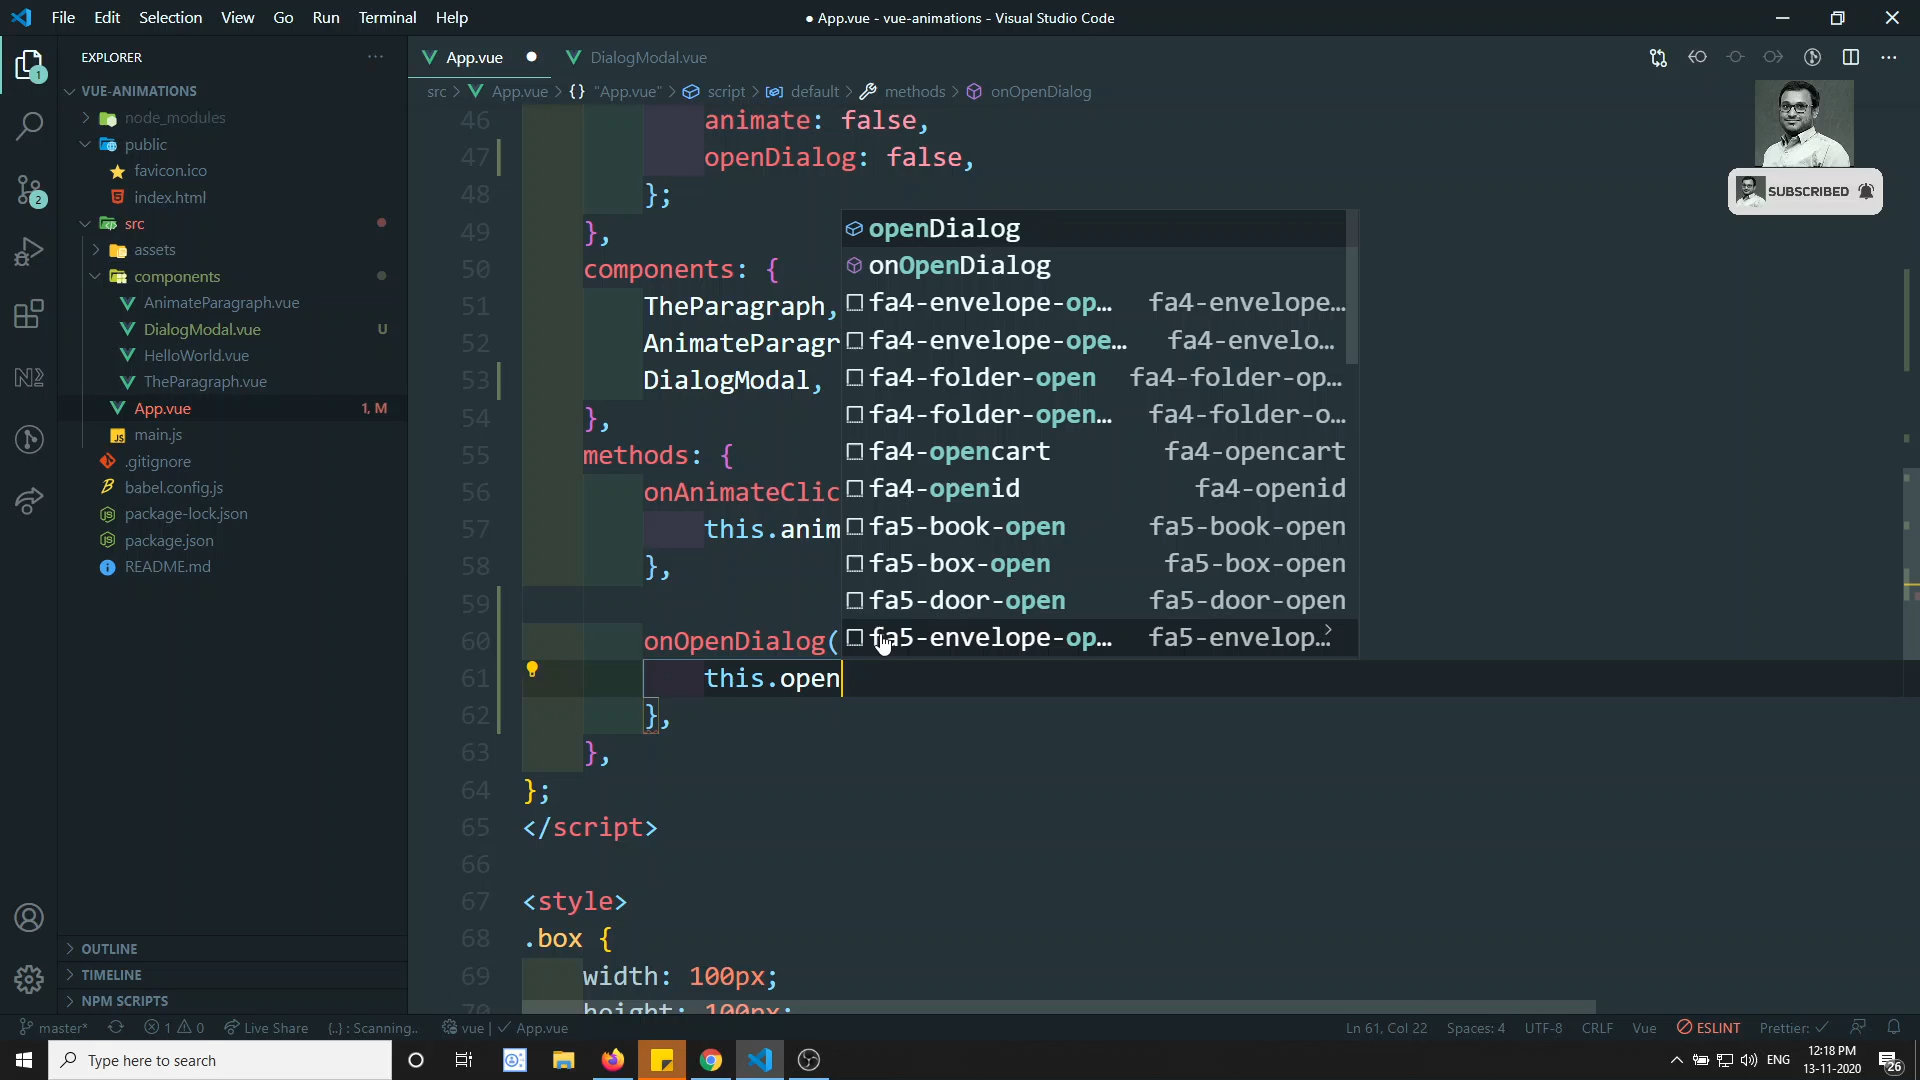 File Edit Selection View Go Run Terminal Help
● App.vue - vue-animations - Visual Studio Code
EXPLORER
VUE-ANIMATIONS
node_modules
public
favicon.ico
index.html
src
assets
components
AnimateParagraph.vue
DialogModal.vue U
HelloWorld.vue
TheParagraph.vue
App.vue 1, M
main.js
.gitignore
babel.config.js
package-lock.json
package.json
README.md
OUTLINE
TIMELINE
NPM SCRIPTS
1
2
App.vue
DialogModal.vue
src > App.vue > {} "App.vue" > script > default > methods > onOpenDialog
SUBSCRIBED
46 animate: false,
47 openDialog: false,
48 };
49 },
50 components: {
51 TheParagraph,
52 AnimateParagr
53 DialogModal,
54 },
55 methods: {
56 onAnimateClic
57 this.anim
58 },
59
60 onOpenDialog(
61 this.open
62 },
63 },
64 };
65 </script>
66
67 <style>
68 .box {
69 width: 100px;
70 height: 100px;
openDialog
onOpenDialog
fa4-envelope-op… fa4-envelope…
fa4-envelope-ope… fa4-envelo…
fa4-folder-open fa4-folder-op…
fa4-folder-open… fa4-folder-o…
fa4-opencart fa4-opencart
fa4-openid fa4-openid
fa5-book-open fa5-book-open
fa5-box-open fa5-box-open
fa5-door-open fa5-door-open
fa5-envelope-op… fa5-envelop…
master* 1 0 Live Share {..} : Scanning.. vue | App.vue
Ln 61, Col 22 Spaces: 4 UTF-8 CRLF Vue ESLINT Prettier:
Type here to search
ENG
12:18 PM
13-11-2020
26